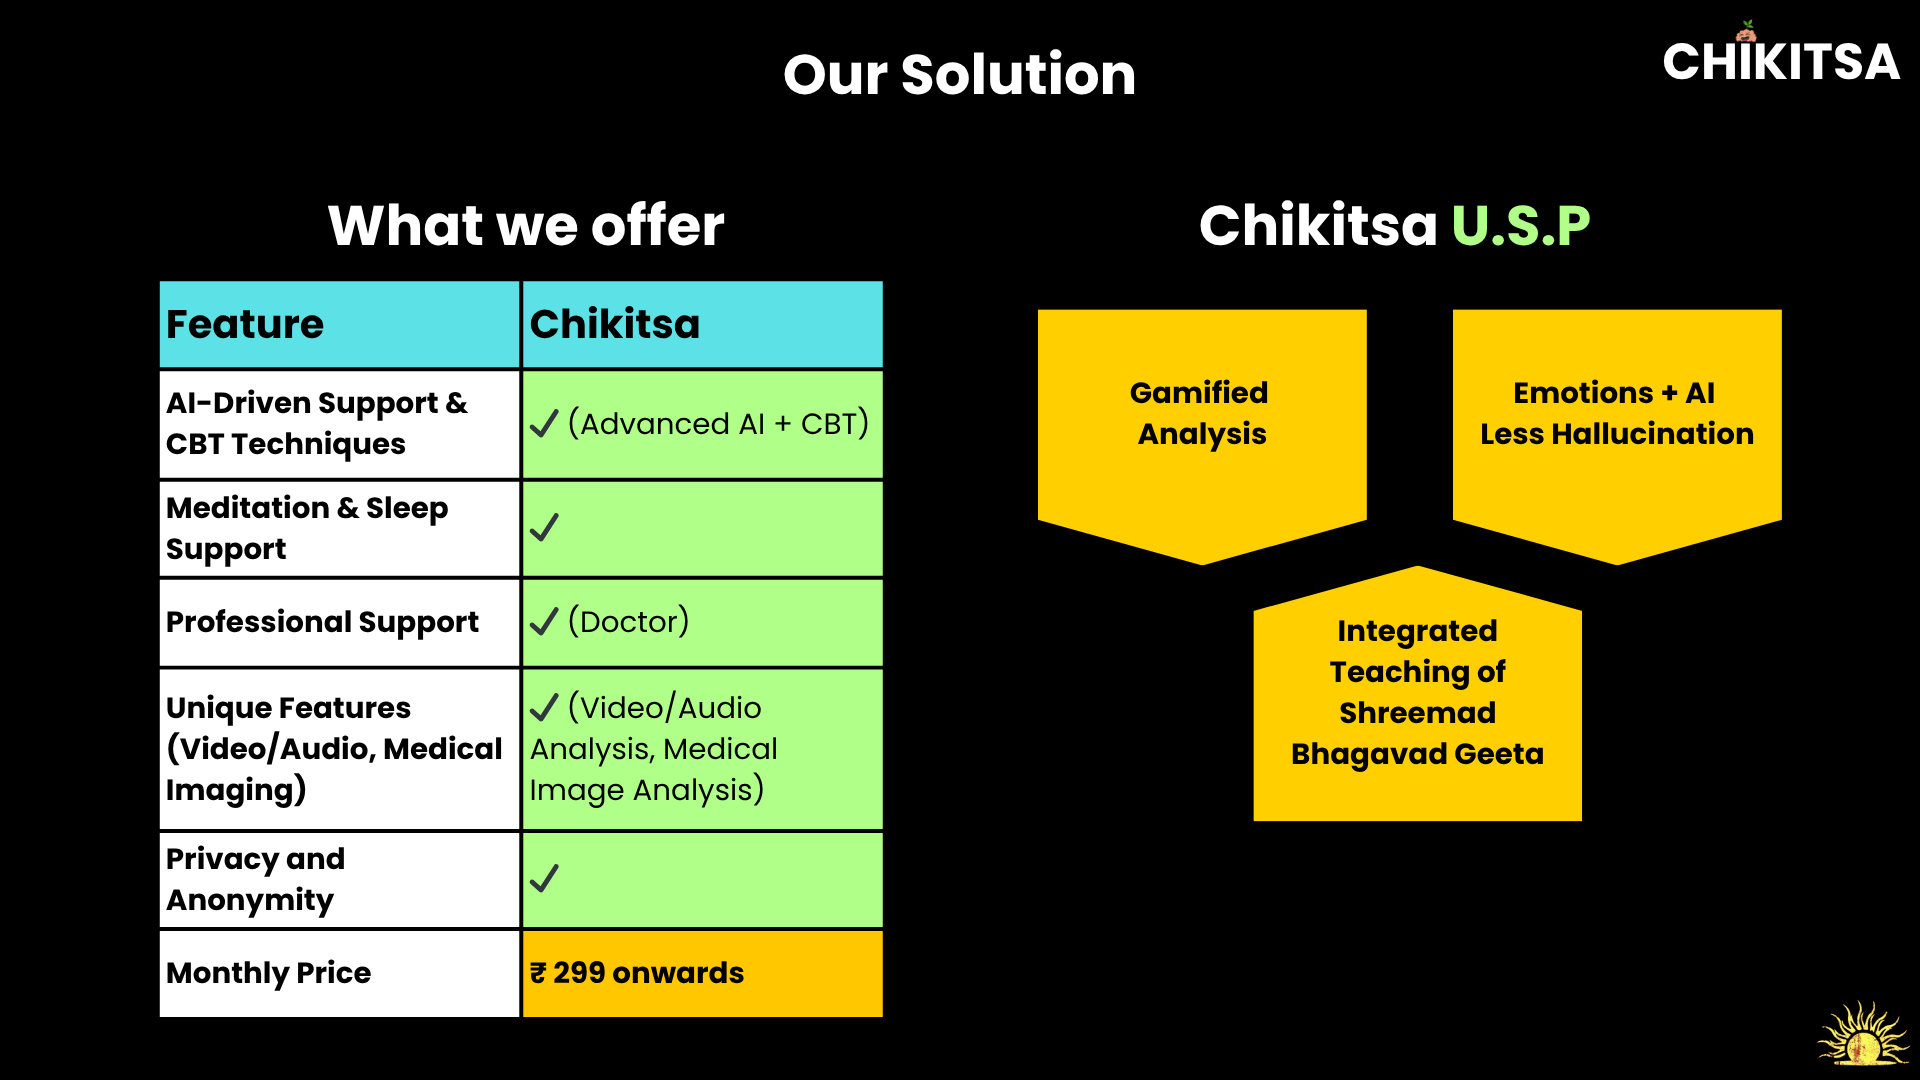 Our Solution
CHIKITSA
What we offer
Feature
Chikitsa
AI-Driven Support &
CBT Techniques
✓ (Advanced AI + CBT)
Meditation & Sleep
Support
✓
Professional Support
✓ (Doctor)
Unique Features
(Video/Audio, Medical
Imaging)
✓ (Video/Audio
Analysis, Medical
Image Analysis)
Privacy and
Anonymity
✓
Monthly Price
₹ 299 onwards
Chikitsa U.S.P
Gamified
Analysis
Emotions + AI
Less Hallucination
Integrated
Teaching of
Shreemad
Bhagavad Geeta